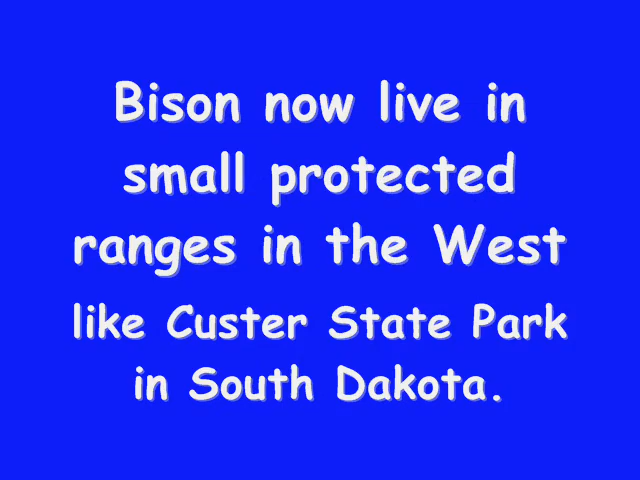 Bison now live in
small protected
ranges in the West
like Custer State Park
in South Dakota.